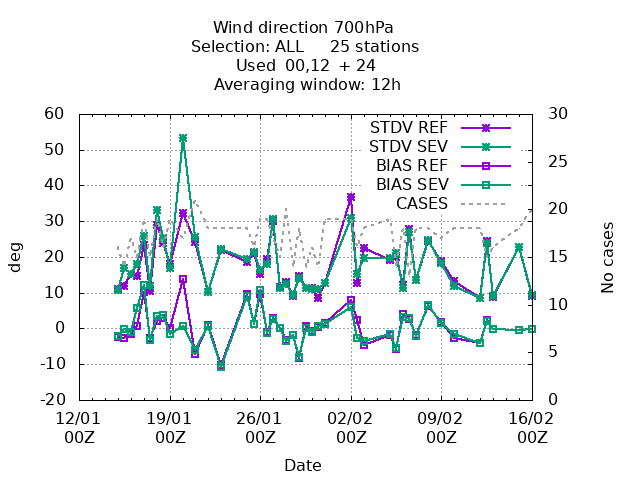 Wind direction 700hPa
Selection: ALL 25 stations
Used 00,12 + 24
Averaging window: 12h
60 30
STDV REF
STDV SEV
BIAS REF
BIAS SEV
CASES
50
40
30
20
10
0
-10
-20
25
20
15
10
5
0
deg
No cases
12/01 19/01 26/01 02/02 09/02 16/02
00Z 00Z 00Z 00Z 00Z 00Z
Date